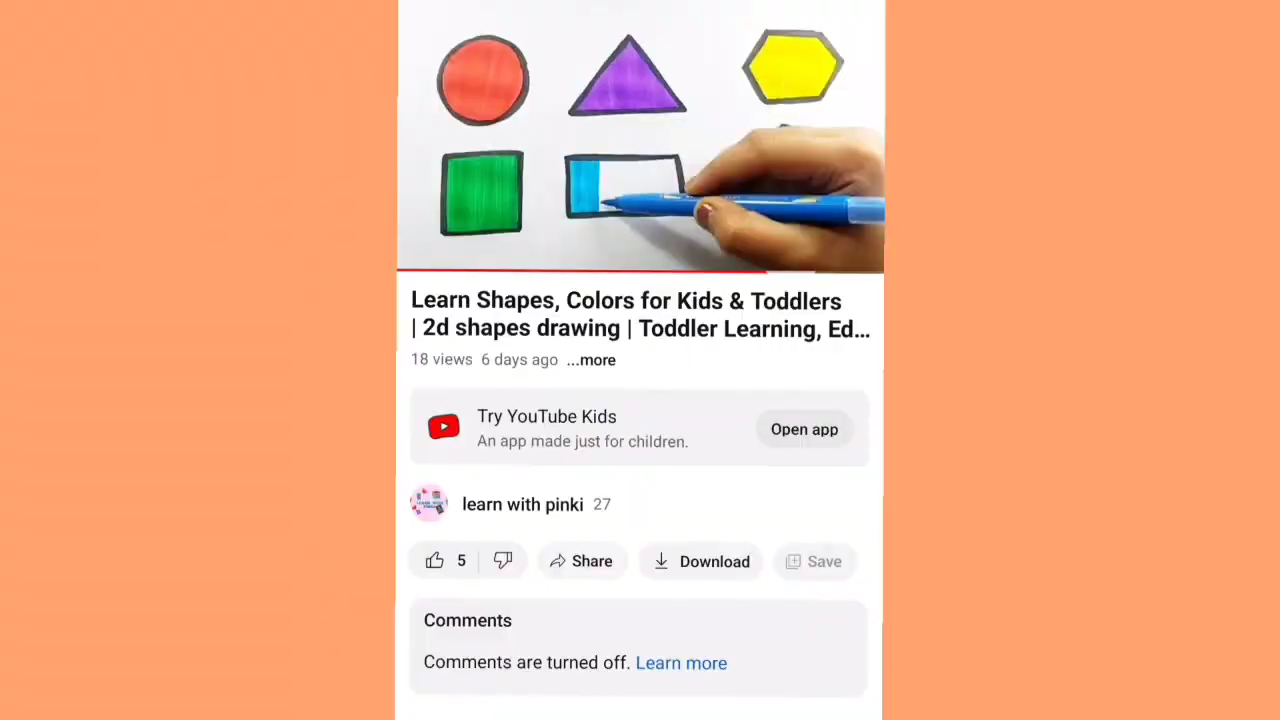 Learn Shapes, Colors for Kids & Toddlers
| 2d shapes drawing | Toddler Learning, Ed...
18 views 6 days ago ...more
Try YouTube Kids
An app made just for children.
Open app
learn with pinki 27
5
Share
Download
Save
Comments
Comments are turned off. Learn more